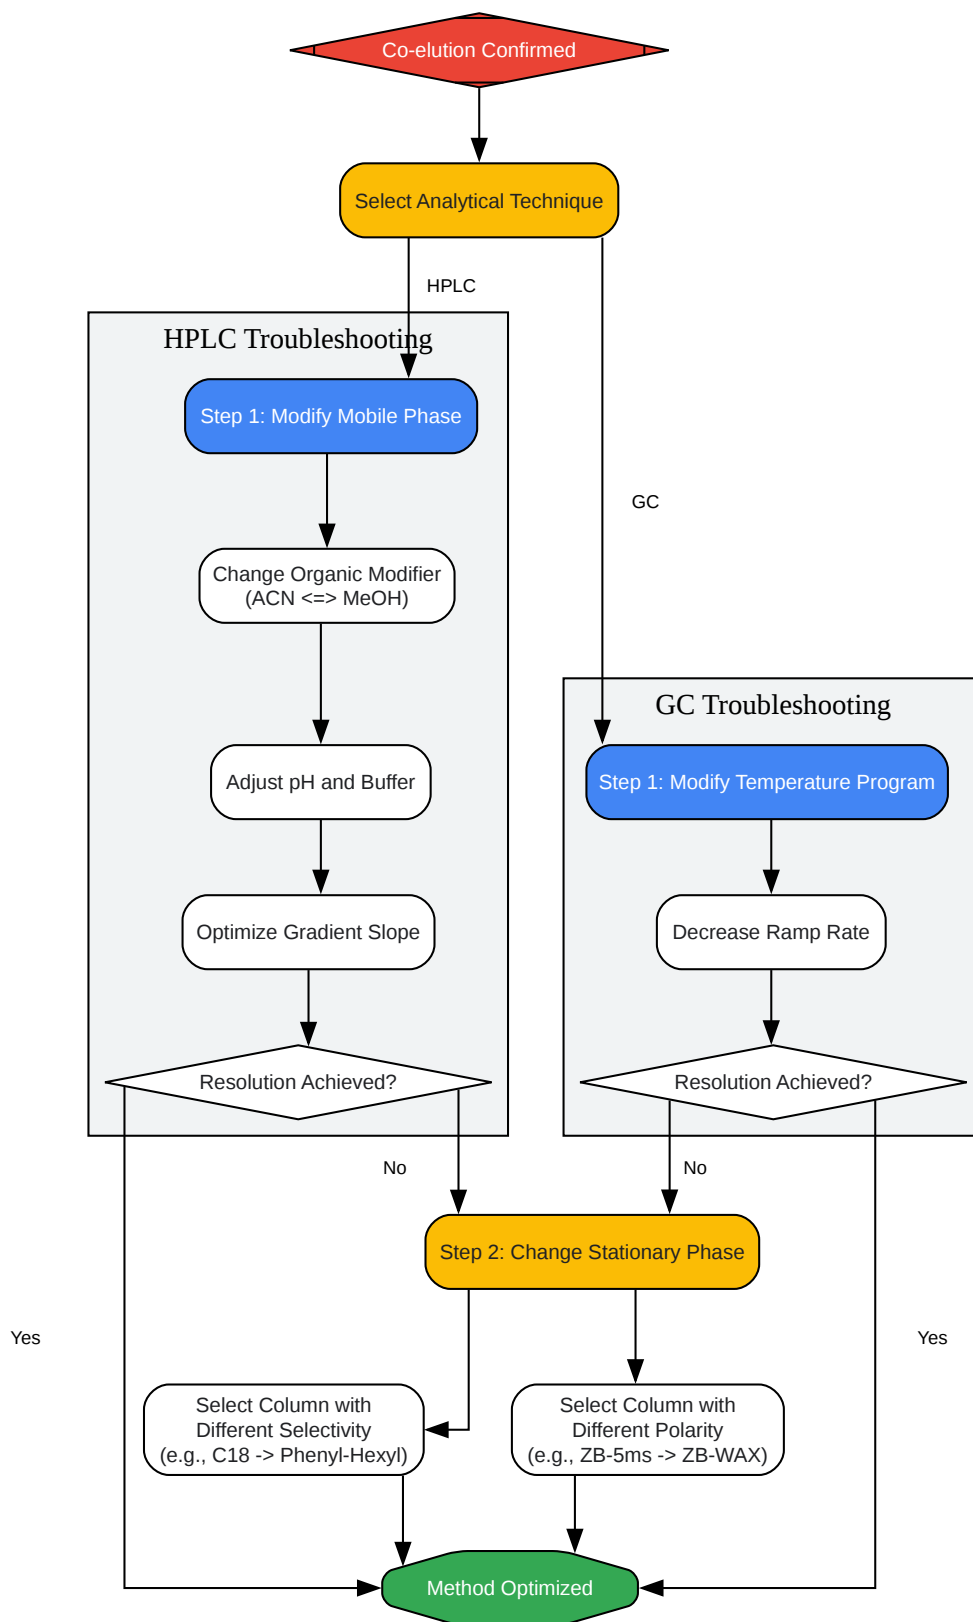 Co-elution Confirmed
Select Analytical Technique
HPLC
HPLC Troubleshooting
Step 1: Modify Mobile Phase
GC
Change Organic Modifier
(ACN <=> MeOH)
GC Troubleshooting
Adjust pH and Buffer
Step 1: Modify Temperature Program
Optimize Gradient Slope
Decrease Ramp Rate
Resolution Achieved?
Resolution Achieved?
No
No
Step 2: Change Stationary Phase
Yes
Yes
Select Column with
Different Selectivity
(e.g., C18 -> Phenyl-Hexyl)
Select Column with
Different Polarity
(e.g., ZB-5ms -> ZB-WAX)
Method Optimized